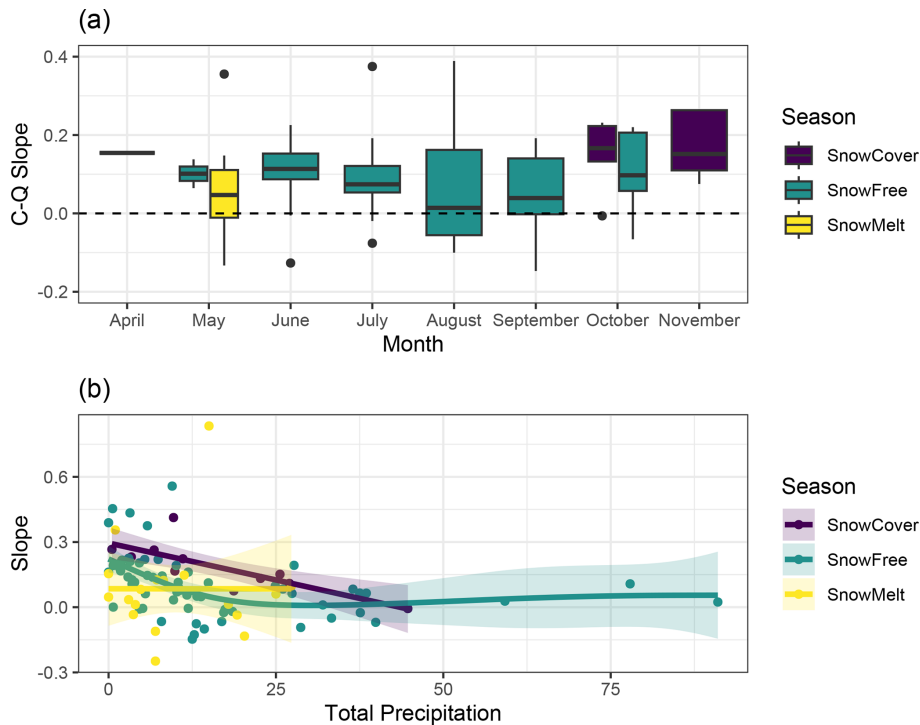 (a)
0.4
0.2
0.0
-0.2
C-Q Slope
April May June July August September October November
Month
Season
SnowCover
SnowFree
SnowMelt
(b)
0.6
0.3
0.0
-0.3
Slope
0 25 50 75
Total Precipitation
Season
SnowCover
SnowFree
SnowMelt